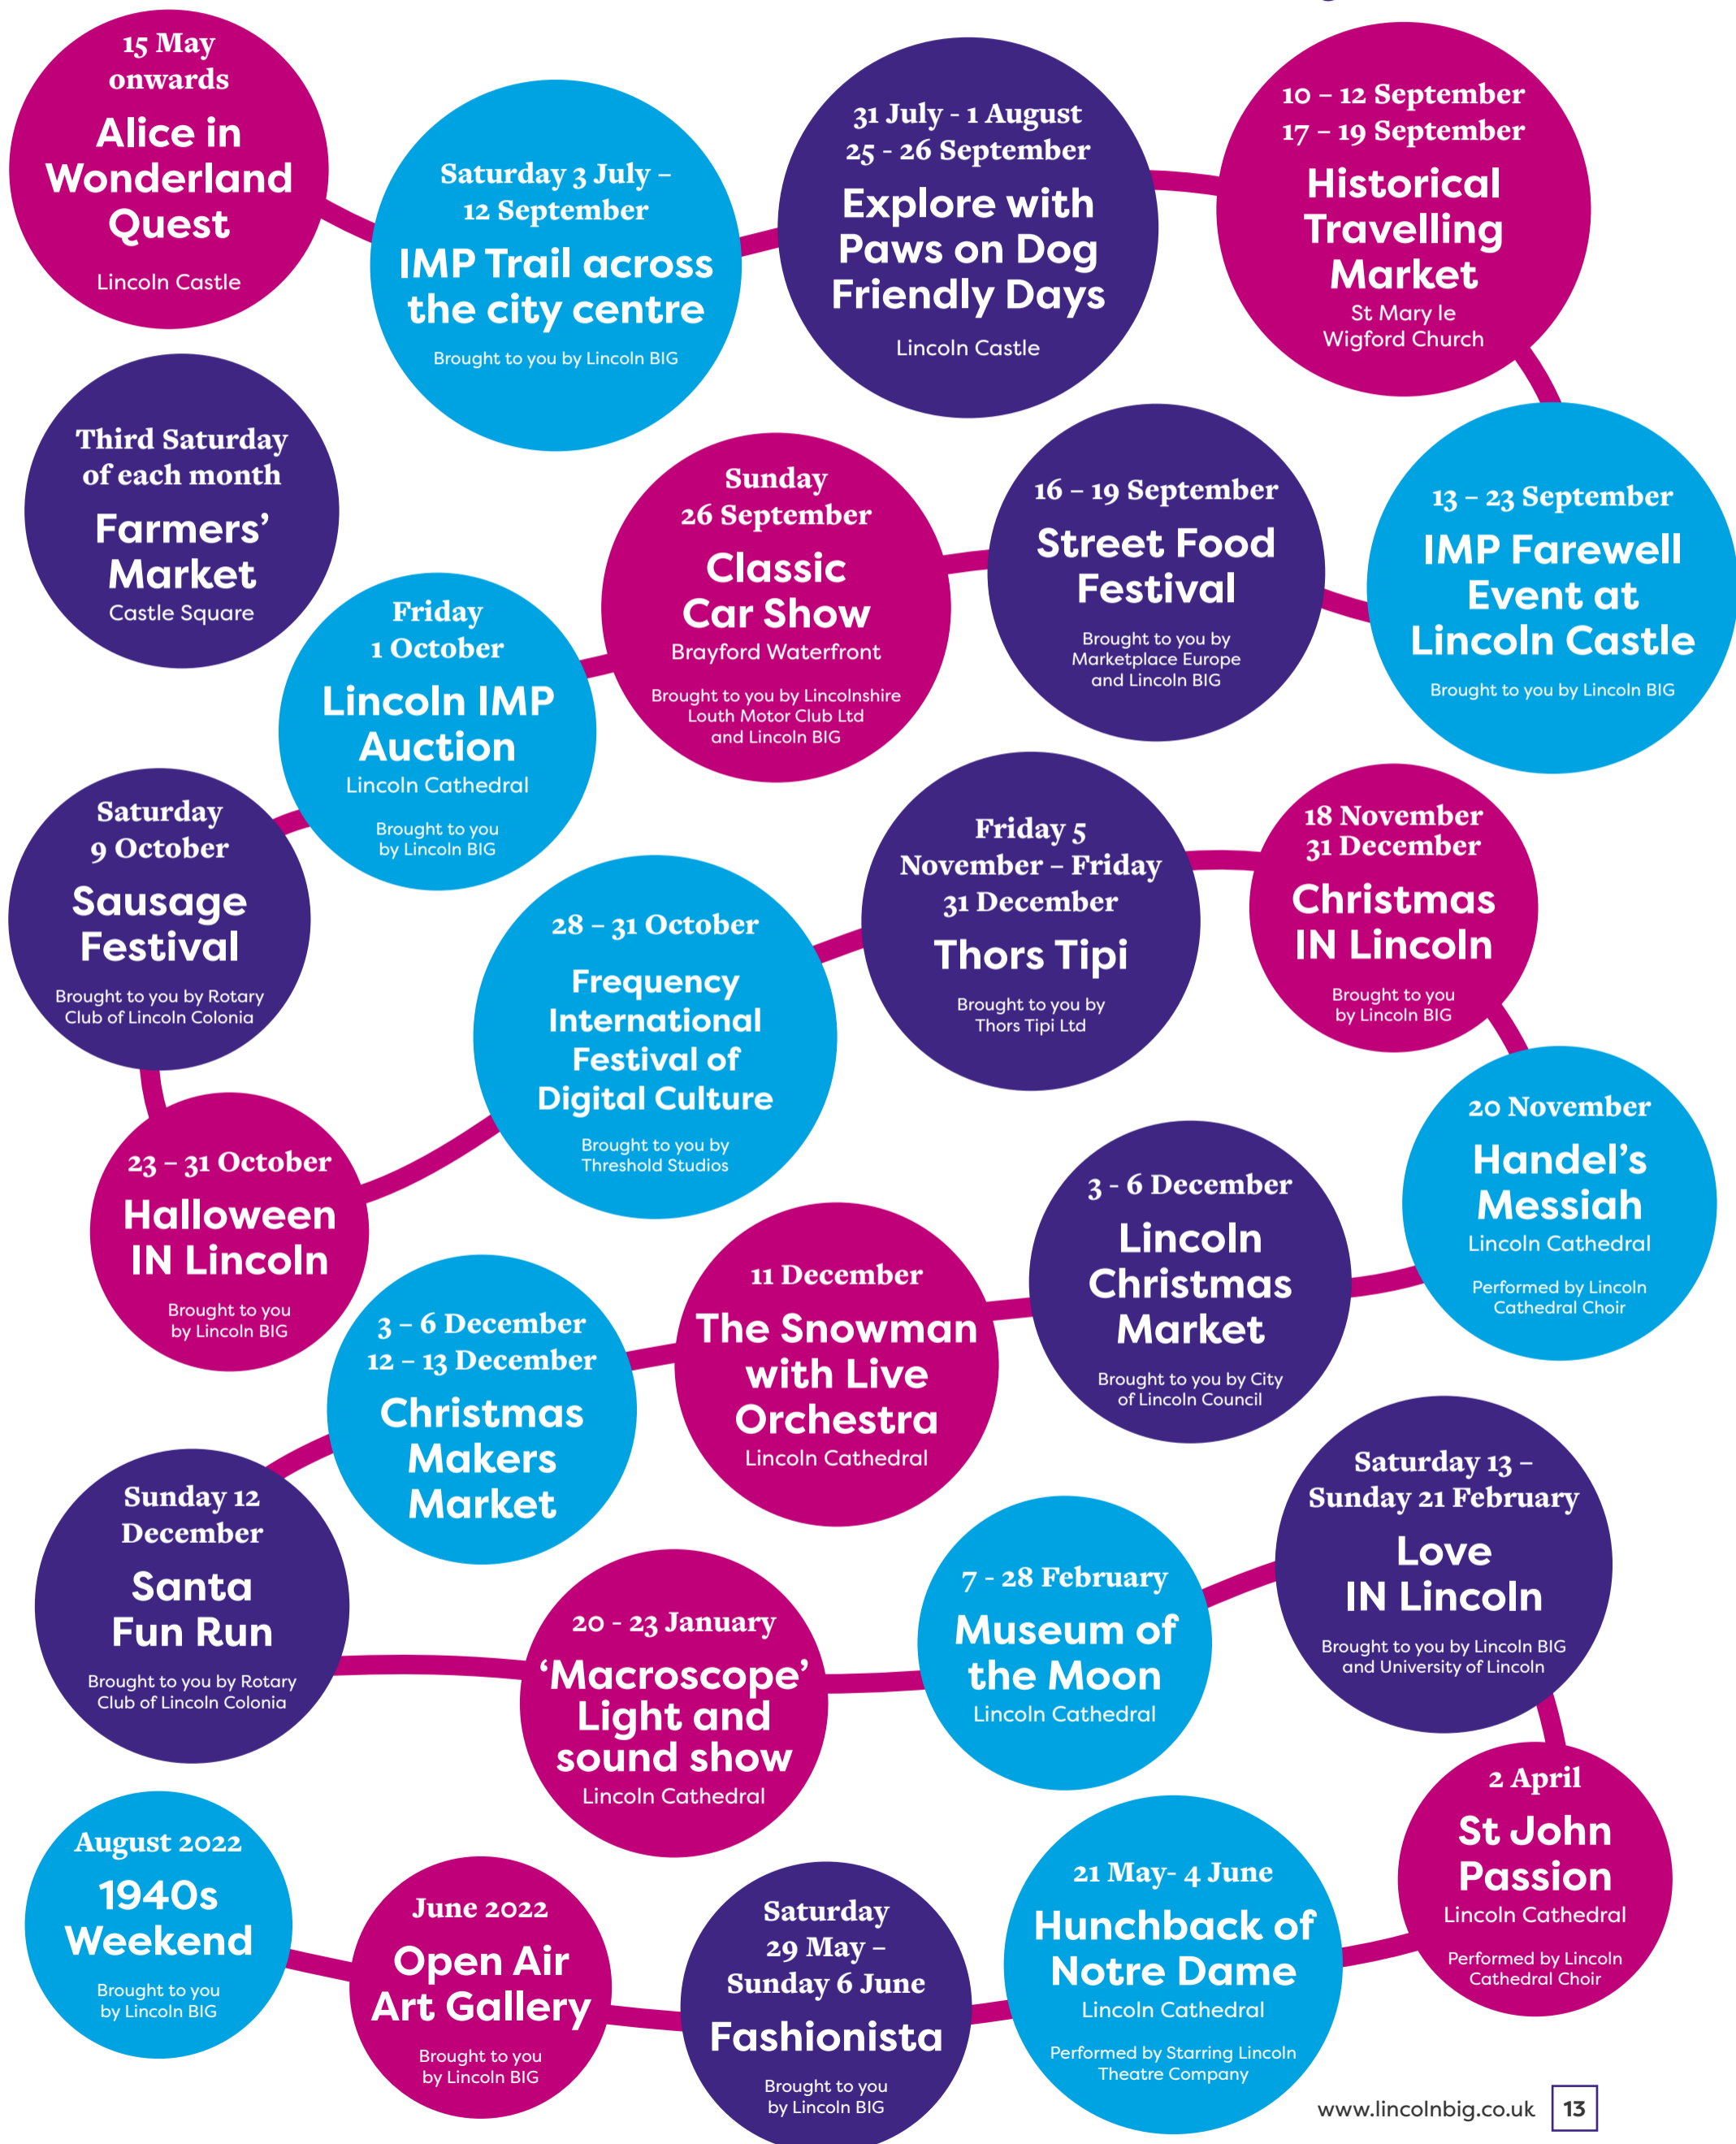 15 May
onwards
Alice in
Wonderland
Quest
Lincoln Castle
Saturday 3 July –
12 September
IMP Trail across
the city centre
Brought to you by Lincoln BIG
31 July - 1 August
25 - 26 September
Explore with
Paws on Dog
Friendly Days
Lincoln Castle
10 – 12 September
17 – 19 September
Historical
Travelling
Market
St Mary le
Wigford Church
13 – 23 September
IMP Farewell
Event at
Lincoln Castle
Brought to you by Lincoln BIG
16 – 19 September
Street Food
Festival
Brought to you by
Marketplace Europe
and Lincoln BIG
Sunday
26 September
Classic
Car Show
Brayford Waterfront
Brought to you by Lincolnshire
Louth Motor Club Ltd
and Lincoln BIG
Third Saturday
of each month
Farmers’
Market
Castle Square
Friday
1 October
Lincoln IMP
Auction
Lincoln Cathedral
Brought to you
by Lincoln BIG
Saturday
9 October
Sausage
Festival
Brought to you by Rotary
Club of Lincoln Colonia
23 – 31 October
Halloween
IN Lincoln
Brought to you
by Lincoln BIG
28 – 31 October
Frequency
International
Festival of
Digital Culture
Brought to you by
Threshold Studios
Friday 5
November – Friday
31 December
Thors Tipi
Brought to you by
Thors Tipi Ltd
18 November
31 December
Christmas
IN Lincoln
Brought to you
by Lincoln BIG
20 November
Handel’s
Messiah
Lincoln Cathedral
Performed by Lincoln
Cathedral Choir
3 - 6 December
Lincoln
Christmas
Market
Brought to you by City
of Lincoln Council
11 December
The Snowman
with Live
Orchestra
Lincoln Cathedral
3 – 6 December
12 – 13 December
Christmas
Makers
Market
Sunday 12
December
Santa
Fun Run
Brought to you by Rotary
Club of Lincoln Colonia
20 - 23 January
‘Macroscope’
Light and
sound show
Lincoln Cathedral
7 - 28 February
Museum of
the Moon
Lincoln Cathedral
Saturday 13 –
Sunday 21 February
Love
IN Lincoln
Brought to you by Lincoln BIG
and University of Lincoln
2 April
St John
Passion
Lincoln Cathedral
Performed by Lincoln
Cathedral Choir
21 May- 4 June
Hunchback of
Notre Dame
Lincoln Cathedral
Performed by Starring Lincoln
Theatre Company
Saturday
29 May –
Sunday 6 June
Fashionista
Brought to you
by Lincoln BIG
June 2022
Open Air
Art Gallery
Brought to you
by Lincoln BIG
August 2022
1940s
Weekend
Brought to you
by Lincoln BIG
www.lincolnbig.co.uk 13